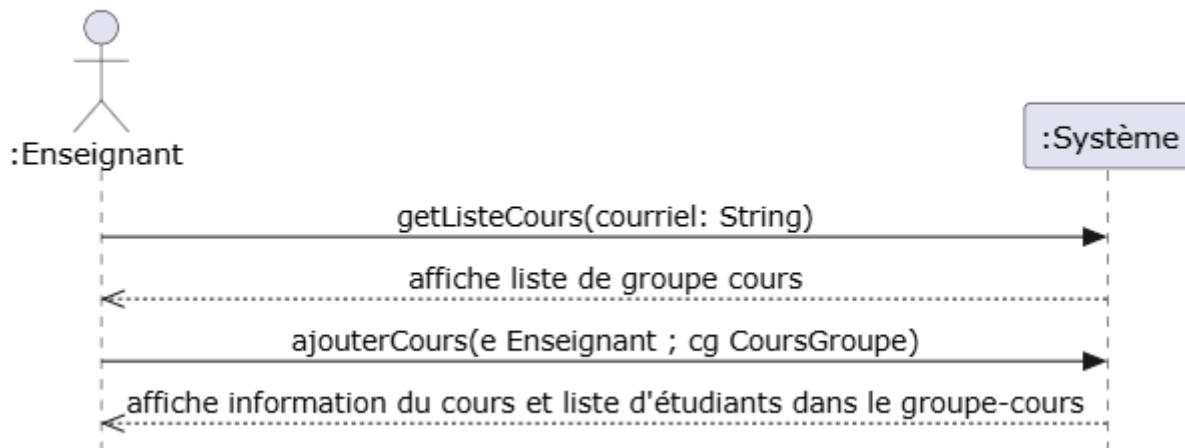 :Enseignant
:Système
getListeCours(courriel: String)
affiche liste de groupe cours
ajouterCours(e Enseignant ; cg CoursGroupe)
affiche information du cours et liste d'étudiants dans le groupe-cours